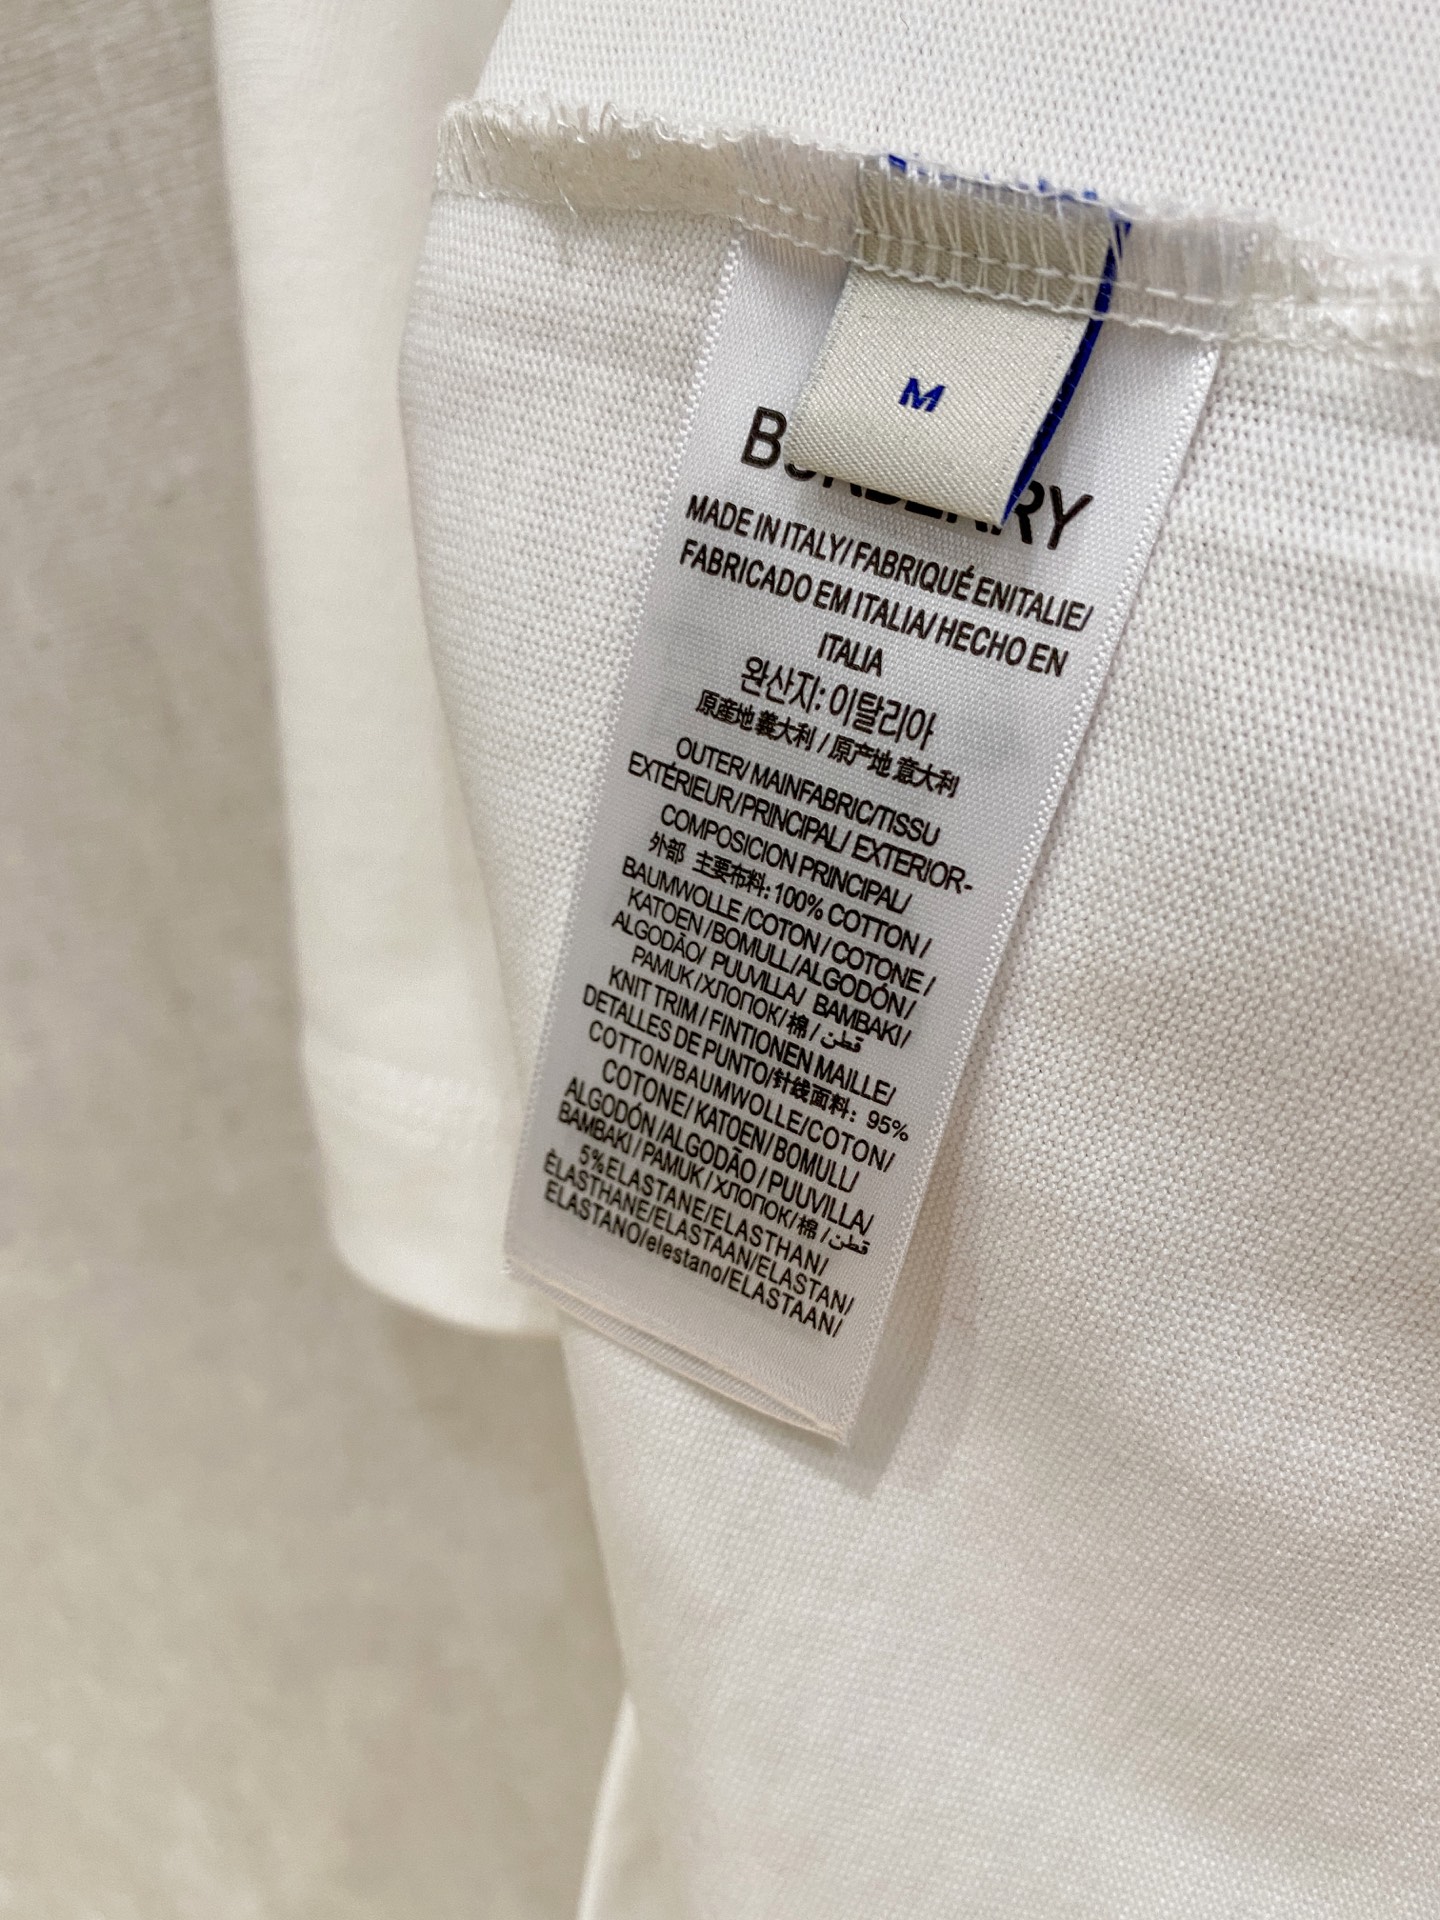 M
BURBERRY
MADE IN ITALY/ FABRIQUÉ ENITALIE/
FABRICADO EM ITALIA/ HECHO EN
ITALIA
완산지: 이탈리아
原産地 義大利 / 原产地 意大利
OUTER/ MAINFABRIC/TISSU
EXTÉRIEUR/PRINCIPAL/ EXTERIOR-
COMPOSICION PRINCIPAL/
外部 主要布料: 100% COTTON /
BAUMWOLLE /COTON / COTONE /
KATOEN /BOMULL/ALGODÓN /
ALGODÃO/ PUUVILLA/ BAMBAKI /
PAMUK / ХЛОПОК/ 棉 / قطن
KNIT TRIM / FINTIONEN MAILLE/
DETALLES DE PUNTO/针线面料: 95%
COTTON/BAUMWOLLE/COTON/
COTONE/ KATOEN/ BOMULL/
ALGODÓN /ALGODÃO / PUUVILLA/
BAMBAKI / PAMUK / ХЛОПОК/ 棉 / قطن
5%ELASTANE/ELASTHAN/
ÈLASTHANE/ELASTAAN/ELASTAN/
ELASTANO/elestano/ELASTAAN/